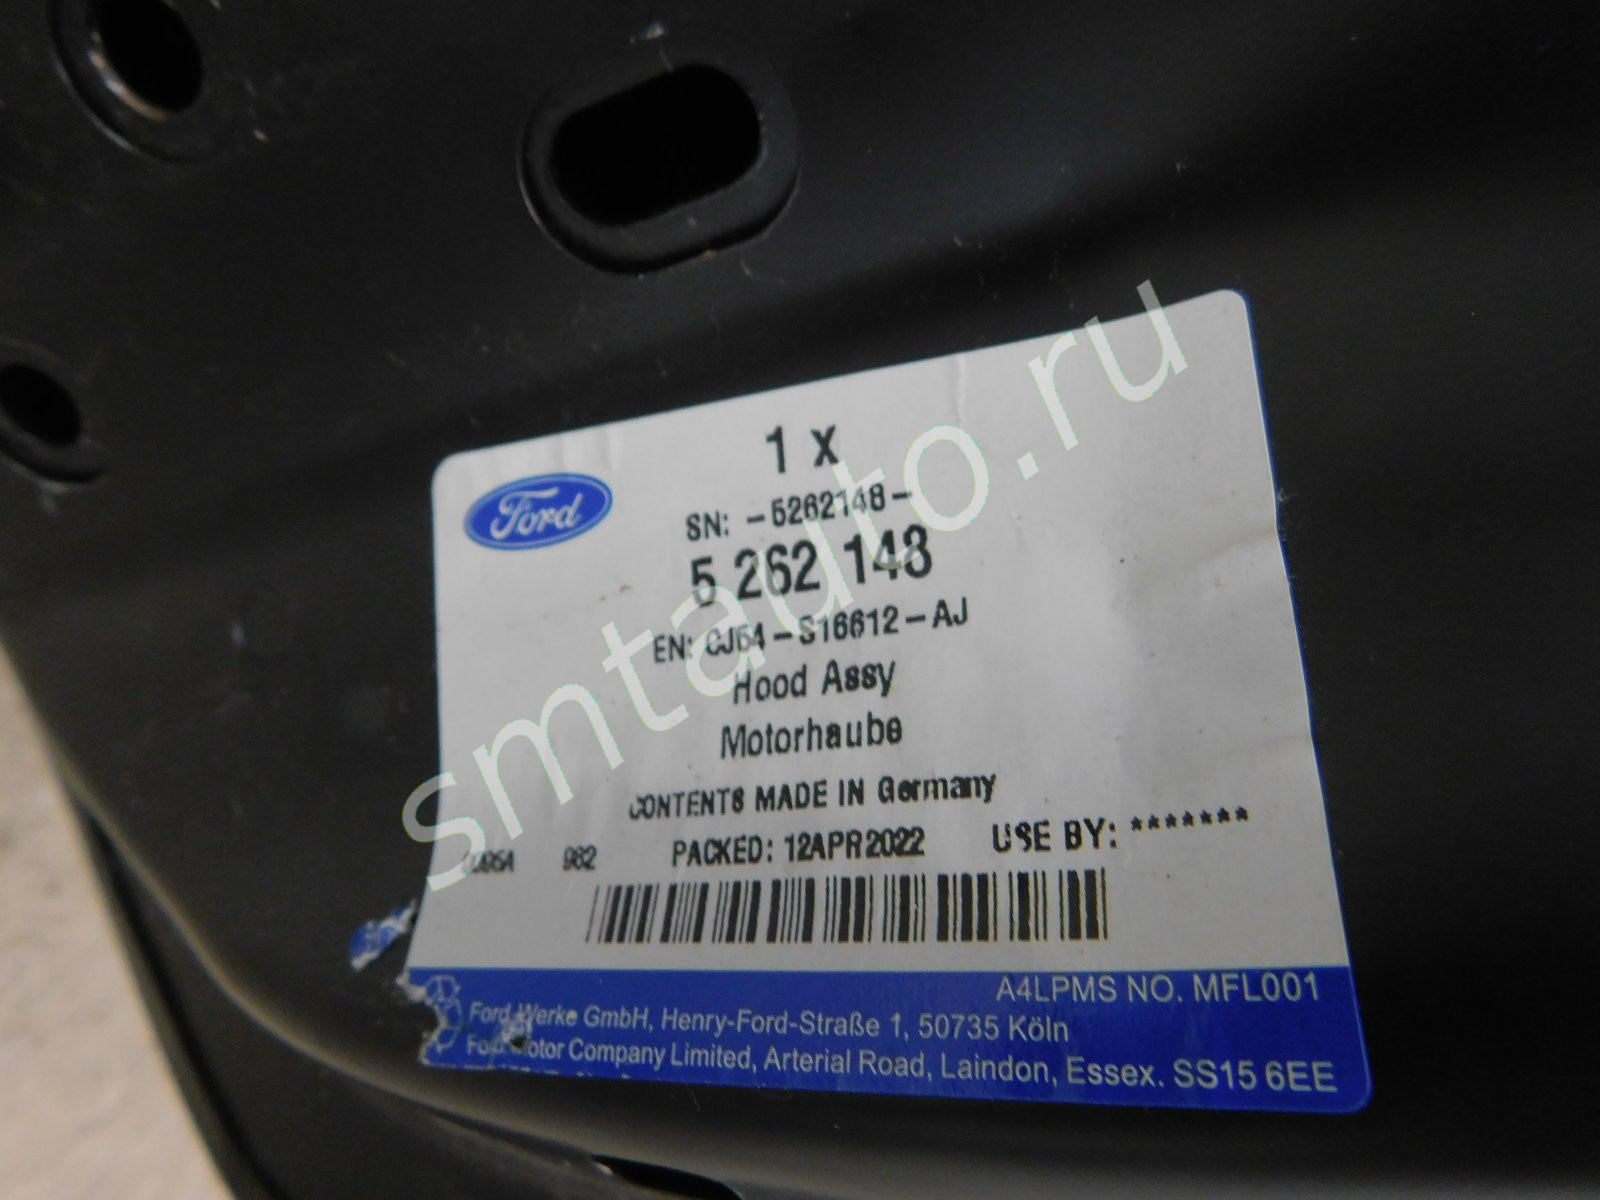 1 x
Ford
SN: -5262148-
5 262 148
EN: CJ54-S16612-AJ
Hood Assy
Motorhaube
CONTENTS MADE IN Germany
982 PACKED: 12APR2022 USE BY: *******
A4LPMS NO. MFL001
Ford-Werke GmbH, Henry-Ford-Straße 1, 50735 Köln
Ford Motor Company Limited, Arterial Road, Laindon, Essex. SS15 6EE
smtauto.ru